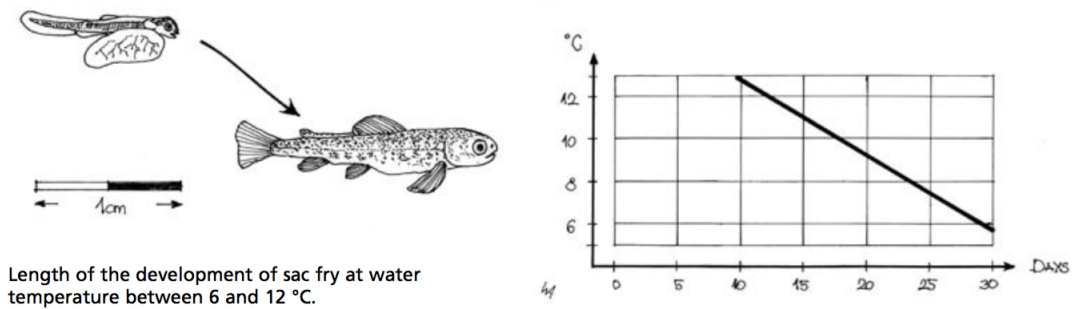 1cm
Length of the development of sac fry at water
temperature between 6 and 12 °C.
°C
12
10
8
6
0 5 10 15 20 25 30
DAYS